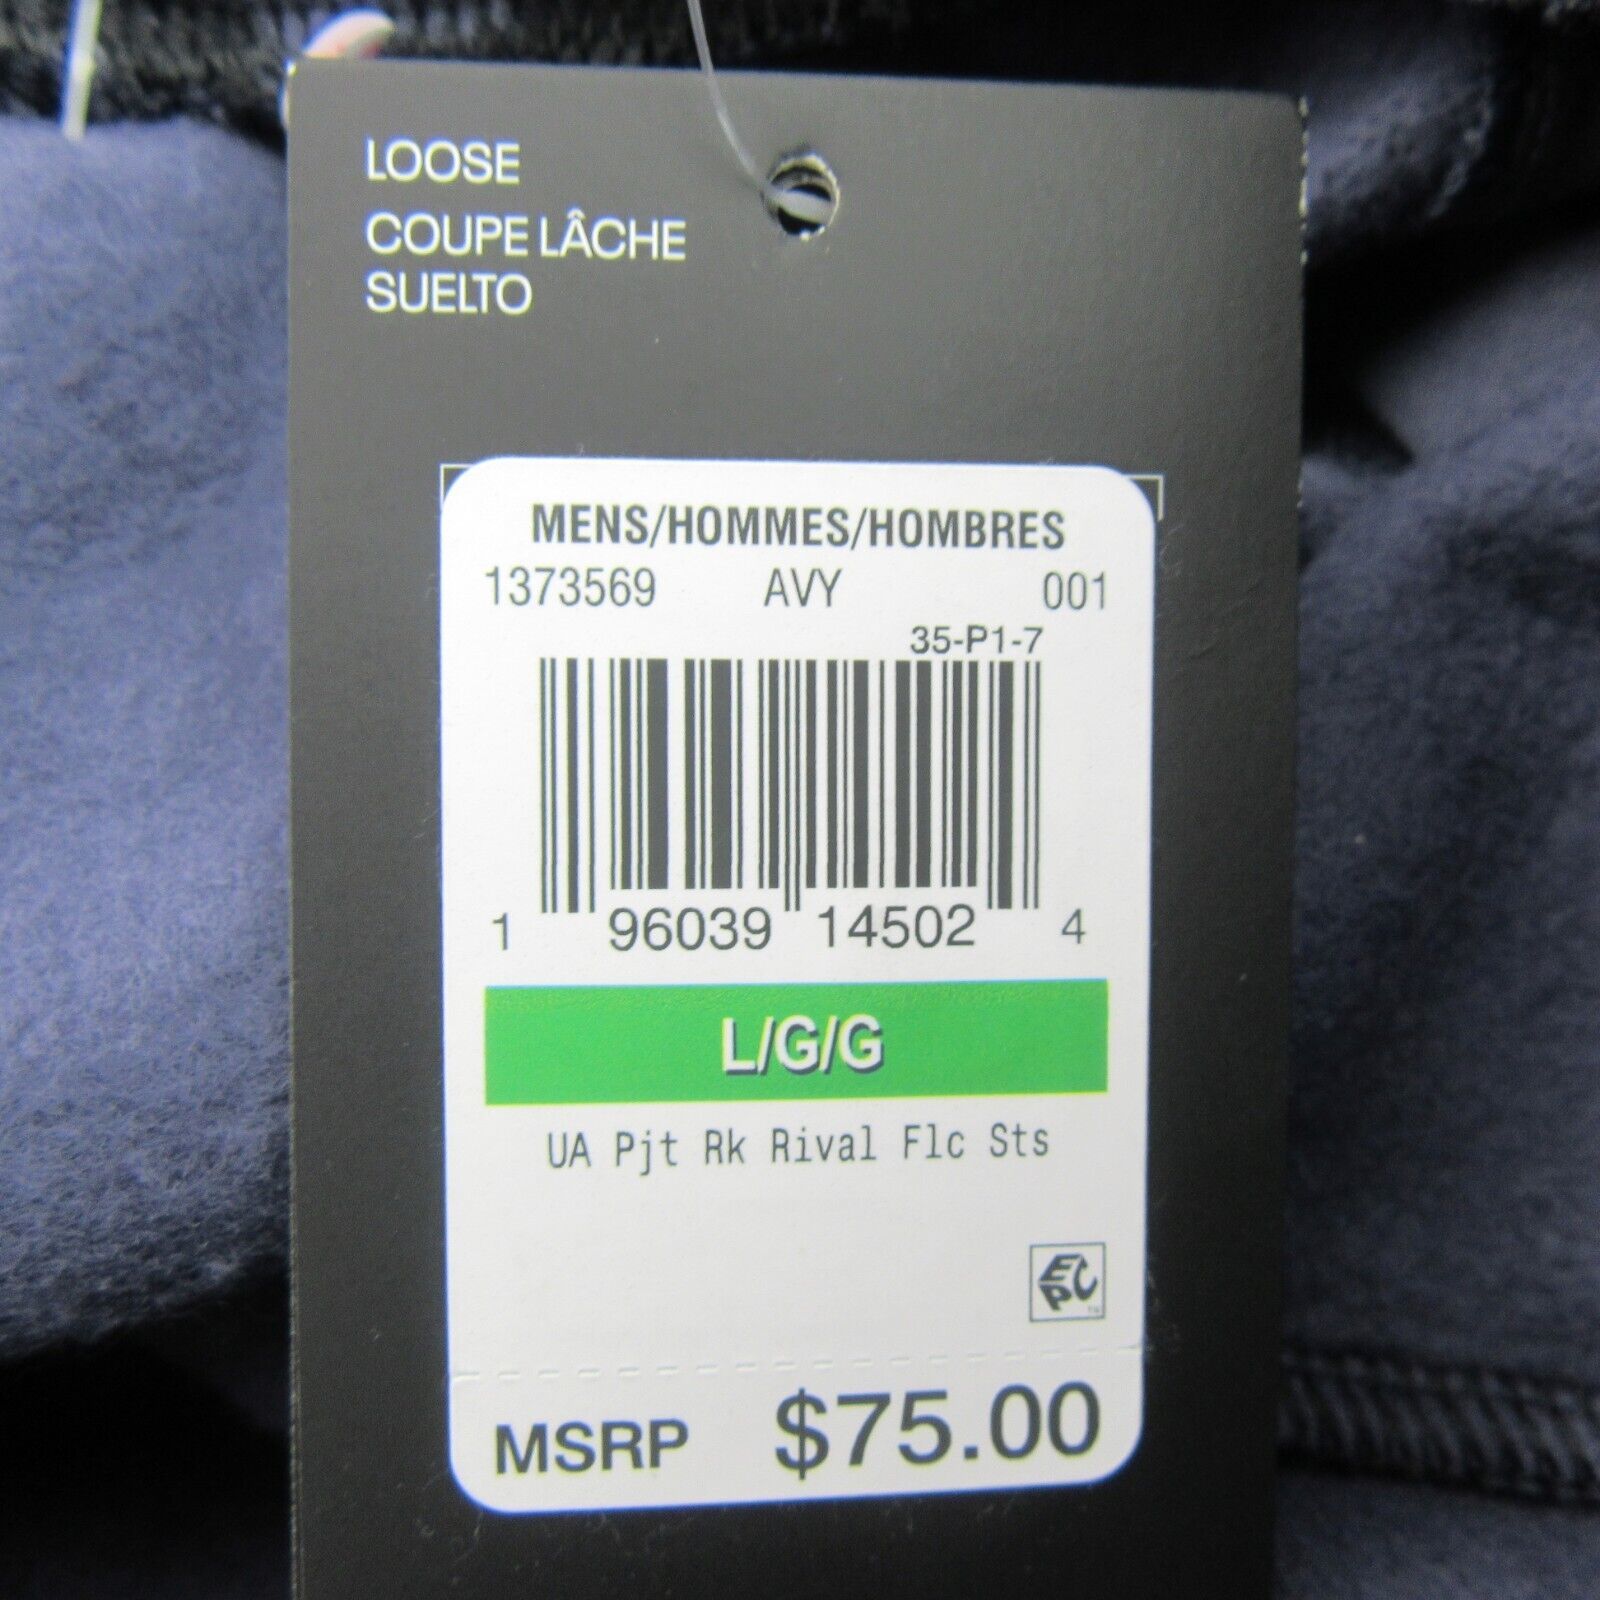 LOOSE
COUPE LÂCHE
SUELTO
MENS/HOMMES/HOMBRES
1373569 AVY 001
35-P1-7
1 96039 14502 4
L/G/G
UA Pjt Rk Rival Flc Sts
EPC
MSRP $75.00